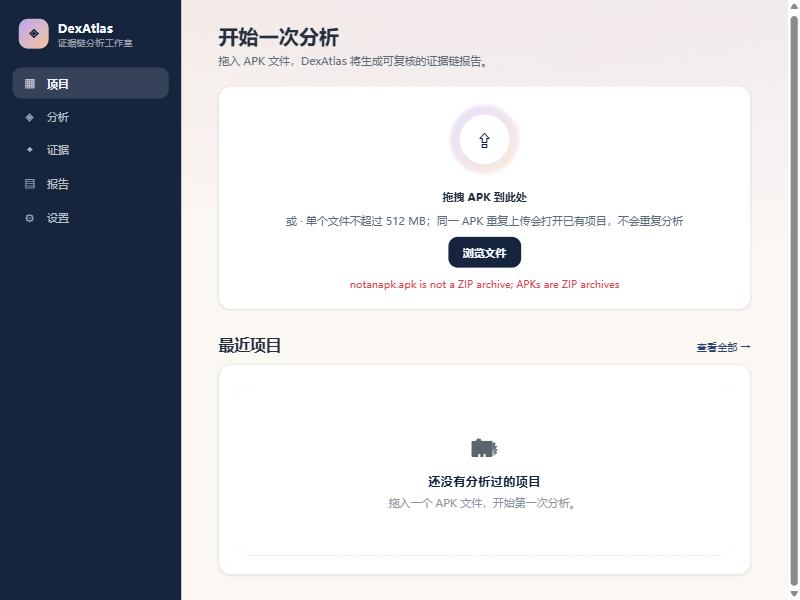 DexAtlas
证据链分析工作室
项目
分析
证据
报告
设置
开始一次分析
拖入 APK 文件，DexAtlas 将生成可复核的证据链报告。
拖拽 APK 到此处
或 · 单个文件不超过 512 MB；同一 APK 重复上传会打开已有项目，不会重复分析
浏览文件
notanapk.apk is not a ZIP archive; APKs are ZIP archives
最近项目
查看全部 →
还没有分析过的项目
拖入一个 APK 文件，开始第一次分析。